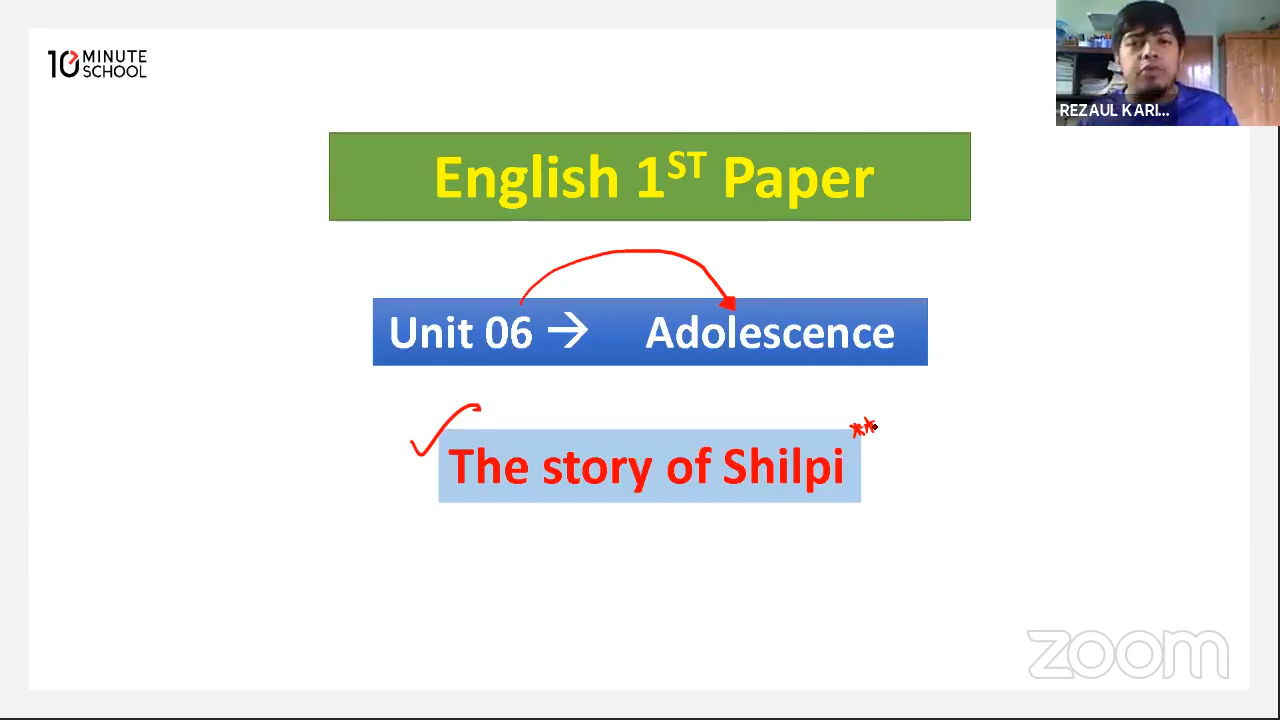 10 MINUTE
SCHOOL
REZAUL KARI...
English 1ST Paper
Unit 06 → Adolescence
The story of Shilpi
**
zoom